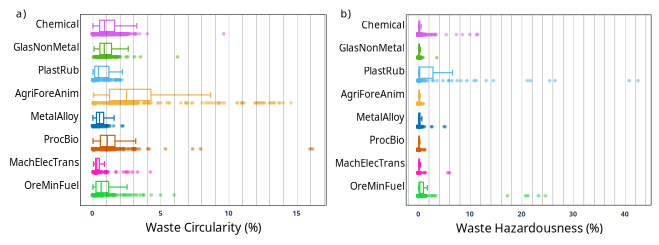 a)
Chemical
GlasNonMetal
PlastRub
AgriForeAnim
MetalAlloy
ProcBio
MachElecTrans
OreMinFuel
0 5 10 15
Waste Circularity (%)
b)
Chemical
GlasNonMetal
PlastRub
AgriForeAnim
MetalAlloy
ProcBio
MachElecTrans
OreMinFuel
0 10 20 30 40
Waste Hazardousness (%)